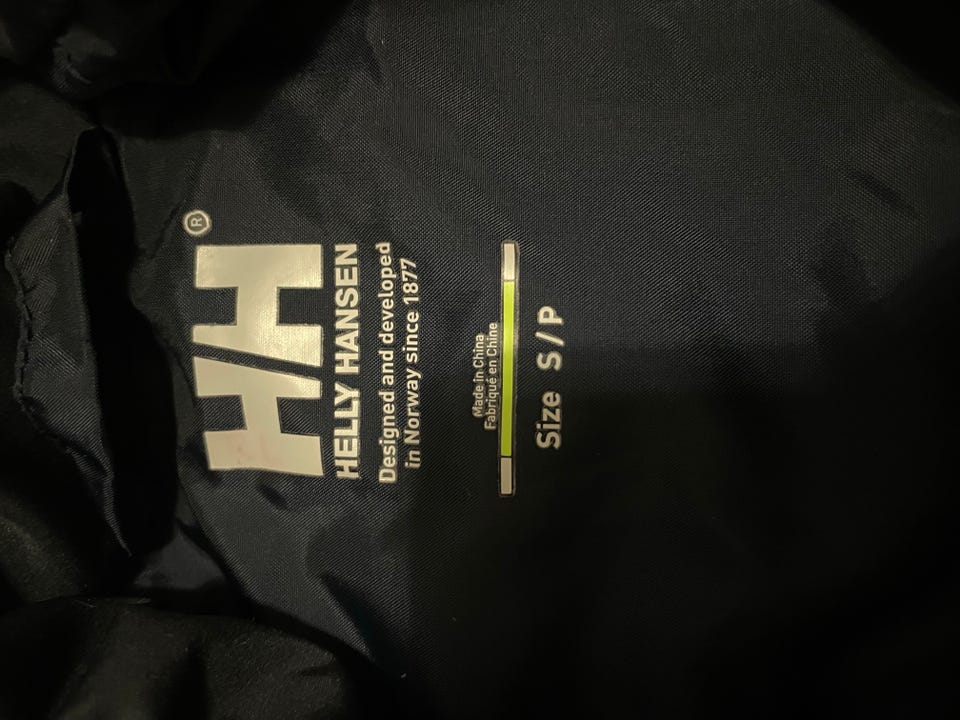 HH®
HELLY HANSEN
Designed and developed
in Norway since 1877
Made in China
Fabriqué en Chine
Size S/P